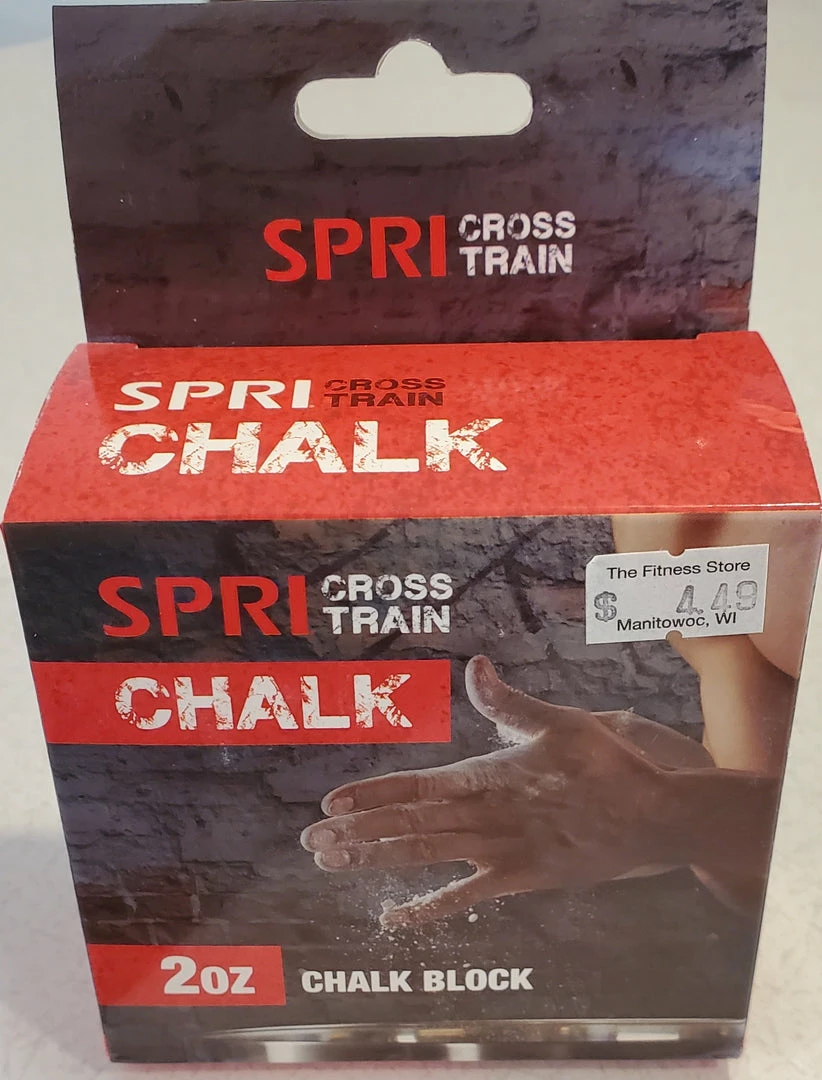 SPRI CROSS TRAIN
SPRI CROSS TRAIN
CHALK
SPRI CROSS TRAIN
CHALK
The Fitness Store
$ 4.49
Manitowoc, WI
2oz CHALK BLOCK